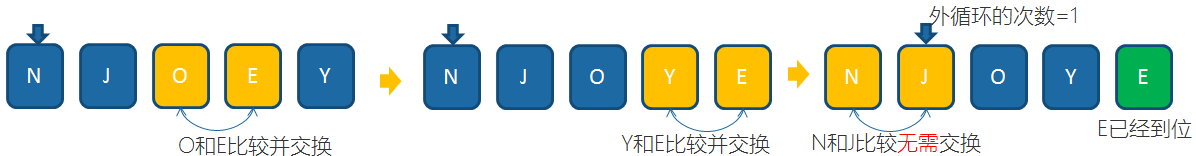 外循环的次数=1
N J O E Y
N J O Y E
N J O Y E
O和E比较并交换
Y和E比较并交换
N和J比较无需交换
E已经到位